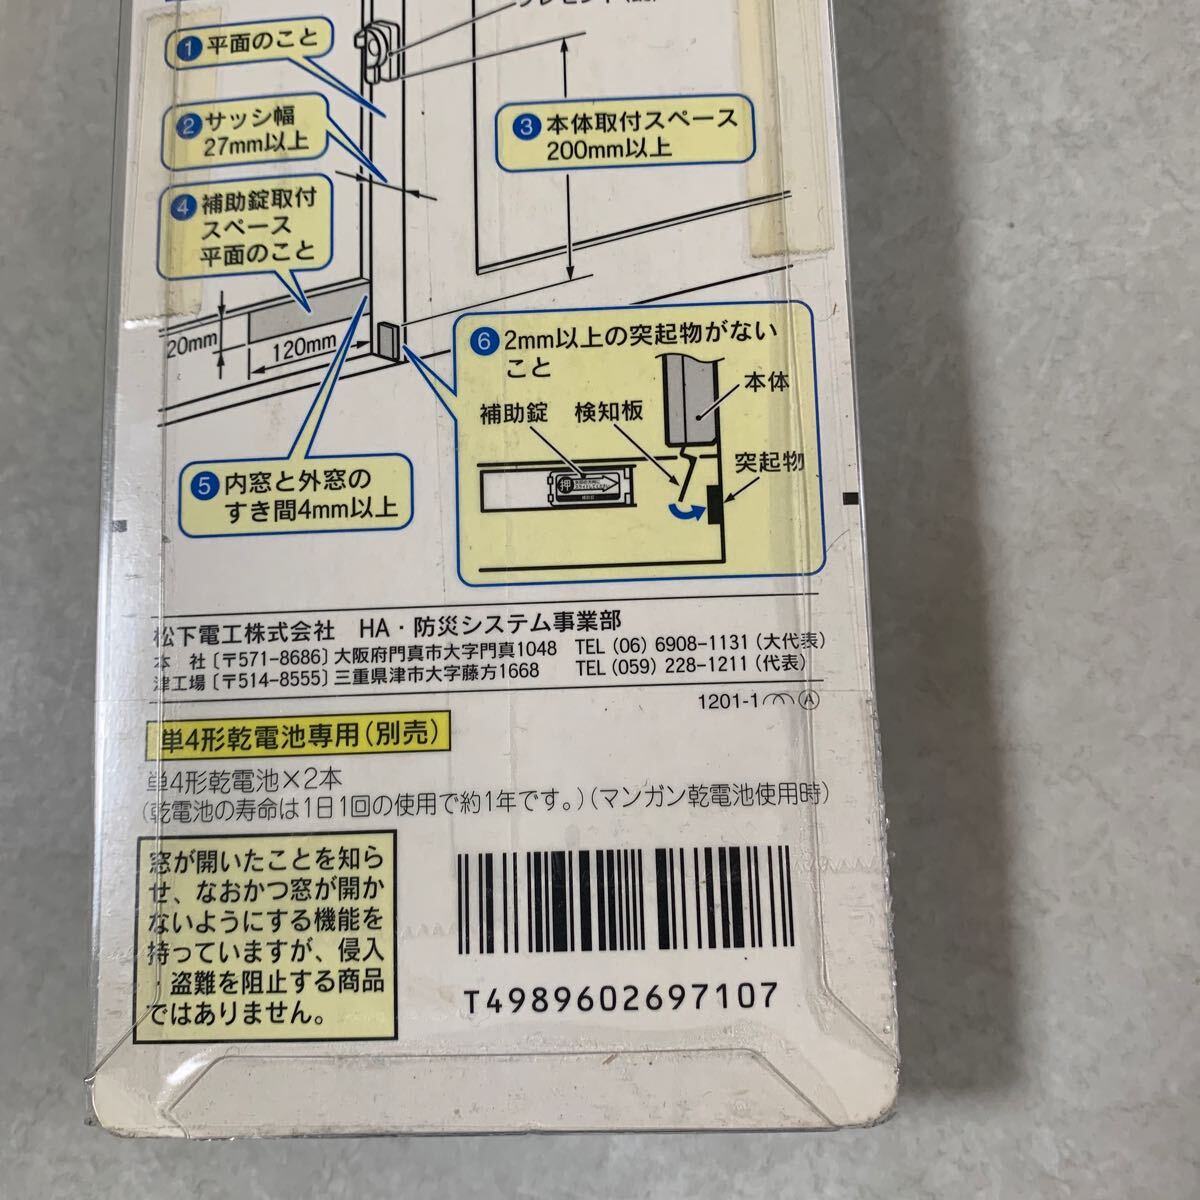 ① 平面のこと
② サッシ幅
27mm以上
③ 本体取付スペース
200mm以上
④ 補助錠取付
スペース
平面のこと
20mm
120mm
⑤ 内窓と外窓の
すき間4mm以上
⑥ 2mm以上の突起物がない
こと
本体
補助錠
検知板
突起物
押
松下電工株式会社 HA・防災システム事業部
本 社〔〒571-8686〕大阪府門真市大字門真1048 TEL (06) 6908-1131 (大代表)
津工場〔〒514-8555〕三重県津市大字藤方1668 TEL (059) 228-1211 (代表)
1201-1 Ⓐ
単4形乾電池専用(別売)
単4形乾電池×2本
(乾電池の寿命は1日1回の使用で約1年です。)(マンガン乾電池使用時)
窓が開いたことを知ら
せ、なおかつ窓が開か
ないようにする機能を
持っていますが、侵入
・盗難を阻止する商品
ではありません。
T4989602697107